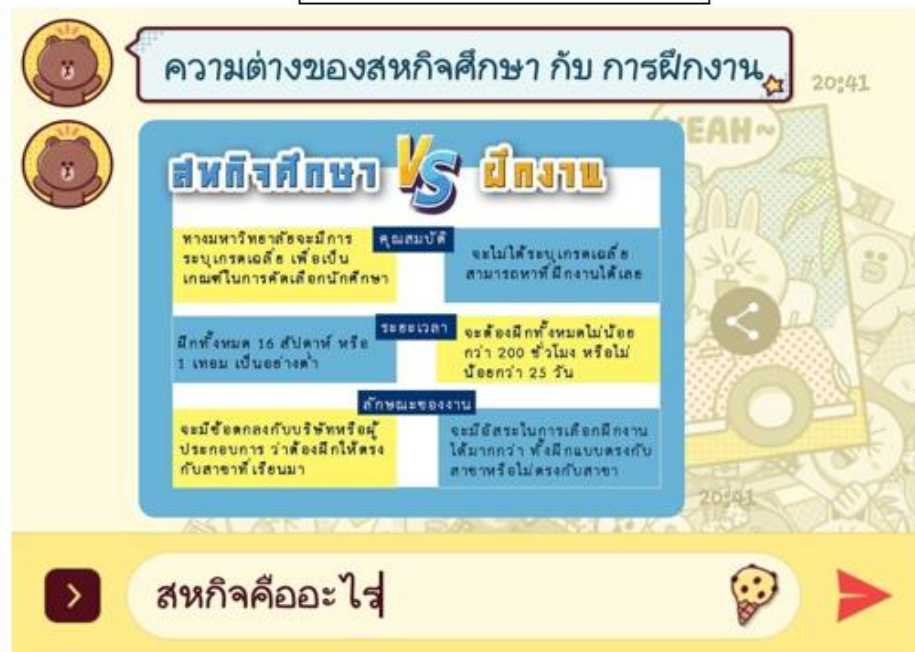 ความต่างของสหกิจศึกษา กับ การฝึกงาน
20:41
YEAH~
สหกิจศึกษา VS ฝึกงาน
คุณสมบัติ
ทางมหาวิทยาลัยจะมีการ
ระบุเกรดเฉลี่ย เพื่อเป็น
เกณฑ์ในการคัดเลือกนักศึกษา
จะไม่ได้ระบุเกรดเฉลี่ย
สามารถหาที่ฝึกงานได้เลย
ระยะเวลา
ฝึกทั้งหมด 16 สัปดาห์ หรือ
1 เทอม เป็นอย่างต่ำ
จะต้องฝึกทั้งหมดไม่น้อย
กว่า 200 ชั่วโมง หรือไม่
น้อยกว่า 25 วัน
ลักษณะของงาน
จะมีข้อตกลงกับบริษัทหรือผู้
ประกอบการ ว่าต้องฝึกให้ตรง
กับสาขาที่เรียนมา
จะมีอิสระในการเลือกฝึกงาน
ได้มากกว่า ทั้งฝึกแบบตรงกับ
สาขาหรือไม่ตรงกับสาขา
20:41
สหกิจคืออะไร